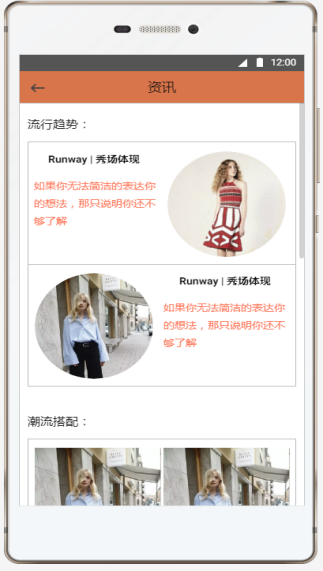 12:00
资讯
流行趋势：
Runway | 秀场体现
如果你无法简洁的表达你
的想法，那只说明你还不
够了解
Runway | 秀场体现
如果你无法简洁的表达你
的想法，那只说明你还不
够了解
潮流搭配：